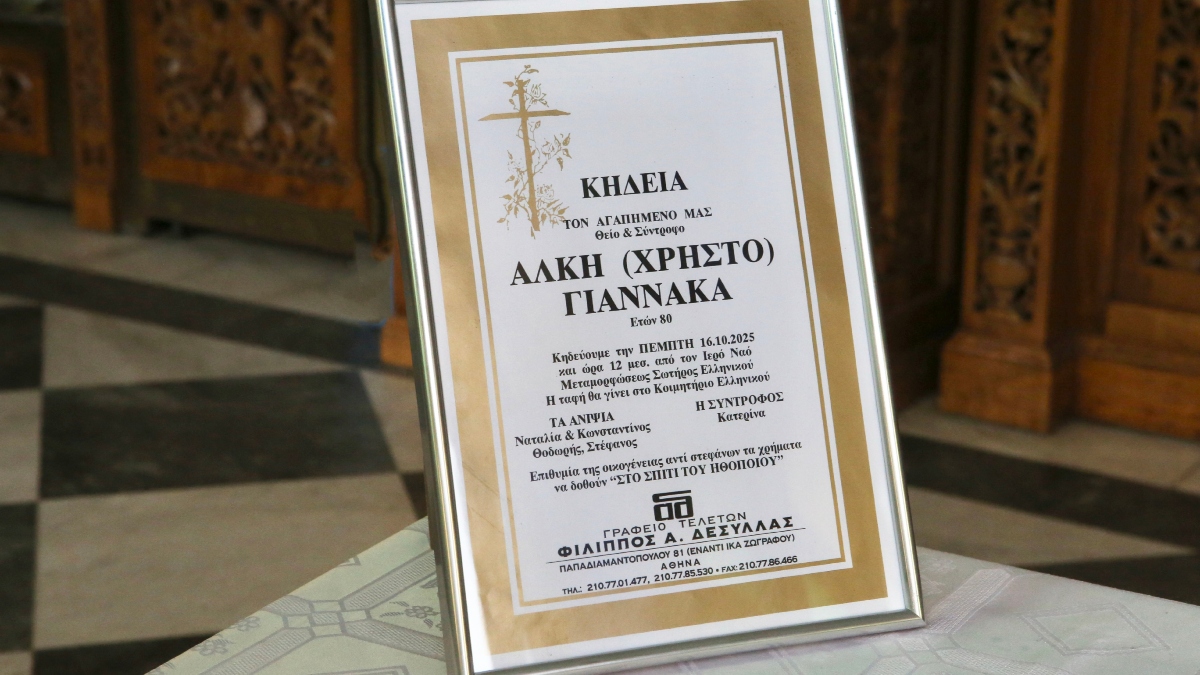 ΚΗΔΕΙΑ
ΤΟΝ ΑΓΑΠΗΜΕΝΟ ΜΑΣ
Θείο & Σύντροφο
ΑΛΚΗ (ΧΡΗΣΤΟ)
ΓΙΑΝΝΑΚΑ
Ετών 80
Κηδεύουμε την ΠΕΜΠΤΗ 16.10.2025
και ώρα 12 μεσ. από τον Ιερό Ναό
Μεταμορφώσεως Σωτήρος Ελληνικού
Η ταφή θα γίνει στο Κοιμητήριο Ελληνικού
ΤΑ ΑΝΙΨΙΑ
Ναταλία & Κωνσταντίνος
Θοδωρής, Στέφανος
Η ΣΥΝΤΡΟΦΟΣ
Κατερίνα
Επιθυμία της οικογένειας αντί στεφάνων τα χρήματα
να δοθούν “ΣΤΟ ΣΠΙΤΙ ΤΟΥ ΗΘΟΠΟΙΟΥ”
ΓΡΑΦΕΙΟ ΤΕΛΕΤΩΝ
ΦΙΛΙΠΠΟΣ Α. ΔΕΣΥΛΛΑΣ
ΠΑΠΑΔΙΑΜΑΝΤΟΠΟΥΛΟΥ 81 (ΕΝΑΝΤΙ ΙΚΑ ΖΩΓΡΑΦΟΥ)
ΑΘΗΝΑ
ΤΗΛ.: 210.77.01.477, 210.77.85.530 • FAX: 210.77.86.466